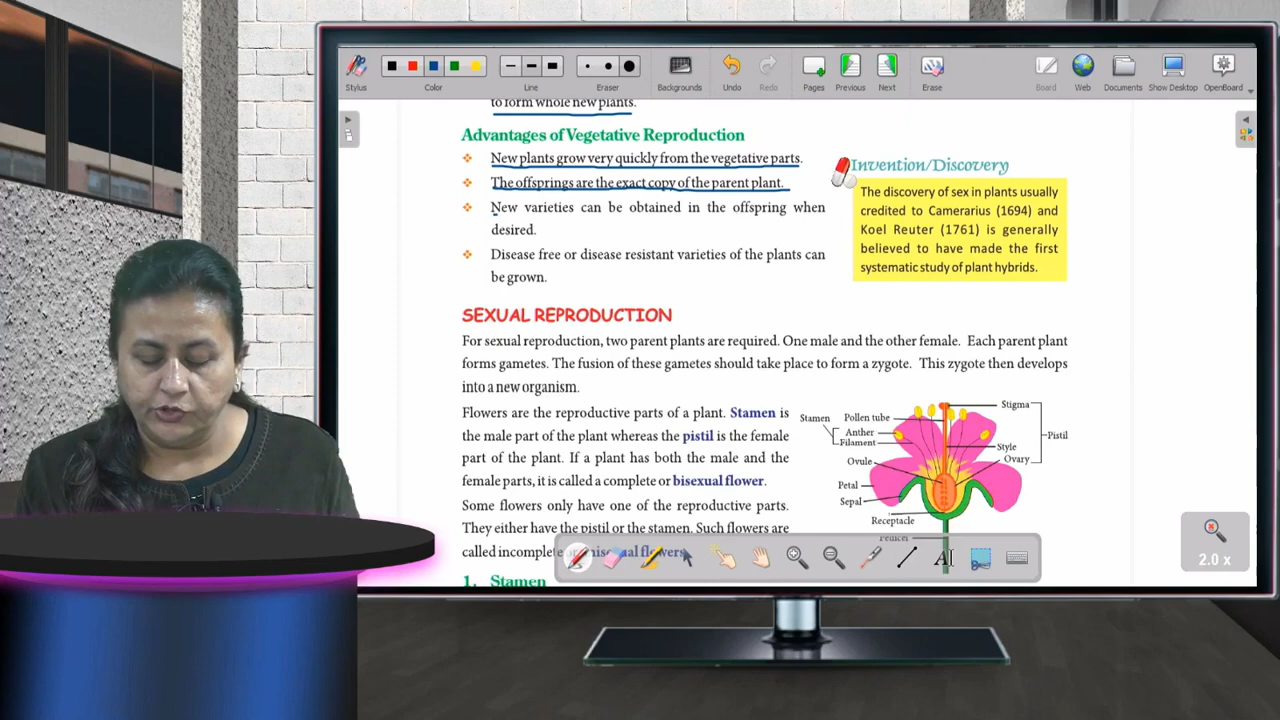 Stylus
Color
Line
Eraser
Backgrounds
Undo
Redo
Pages
Previous
Next
Erase
Board
Web
Documents
Show Desktop
OpenBoard
to form whole new plants.
Advantages of Vegetative Reproduction
New plants grow very quickly from the vegetative parts.
The offsprings are the exact copy of the parent plant.
New varieties can be obtained in the offspring when
desired.
Disease free or disease resistant varieties of the plants can
be grown.
Invention/Discovery
The discovery of sex in plants usually
credited to Camerarius (1694) and
Koel Reuter (1761) is generally
believed to have made the first
systematic study of plant hybrids.
SEXUAL REPRODUCTION
For sexual reproduction, two parent plants are required. One male and the other female. Each parent plant
forms gametes. The fusion of these gametes should take place to form a zygote. This zygote then develops
into a new organism.
Flowers are the reproductive parts of a plant. Stamen is
the male part of the plant whereas the pistil is the female
part of the plant. If a plant has both the male and the
female parts, it is called a complete or bisexual flower.
Some flowers only have one of the reproductive parts.
They either have the pistil or the stamen. Such flowers are
called incomplete
1. Stamen
Stamen
Pollen tube
Anther
Filament
Ovule
Petal
Sepal
Receptacle
Pedicel
Stigma
Pistil
Style
Ovary
AI
2.0 x